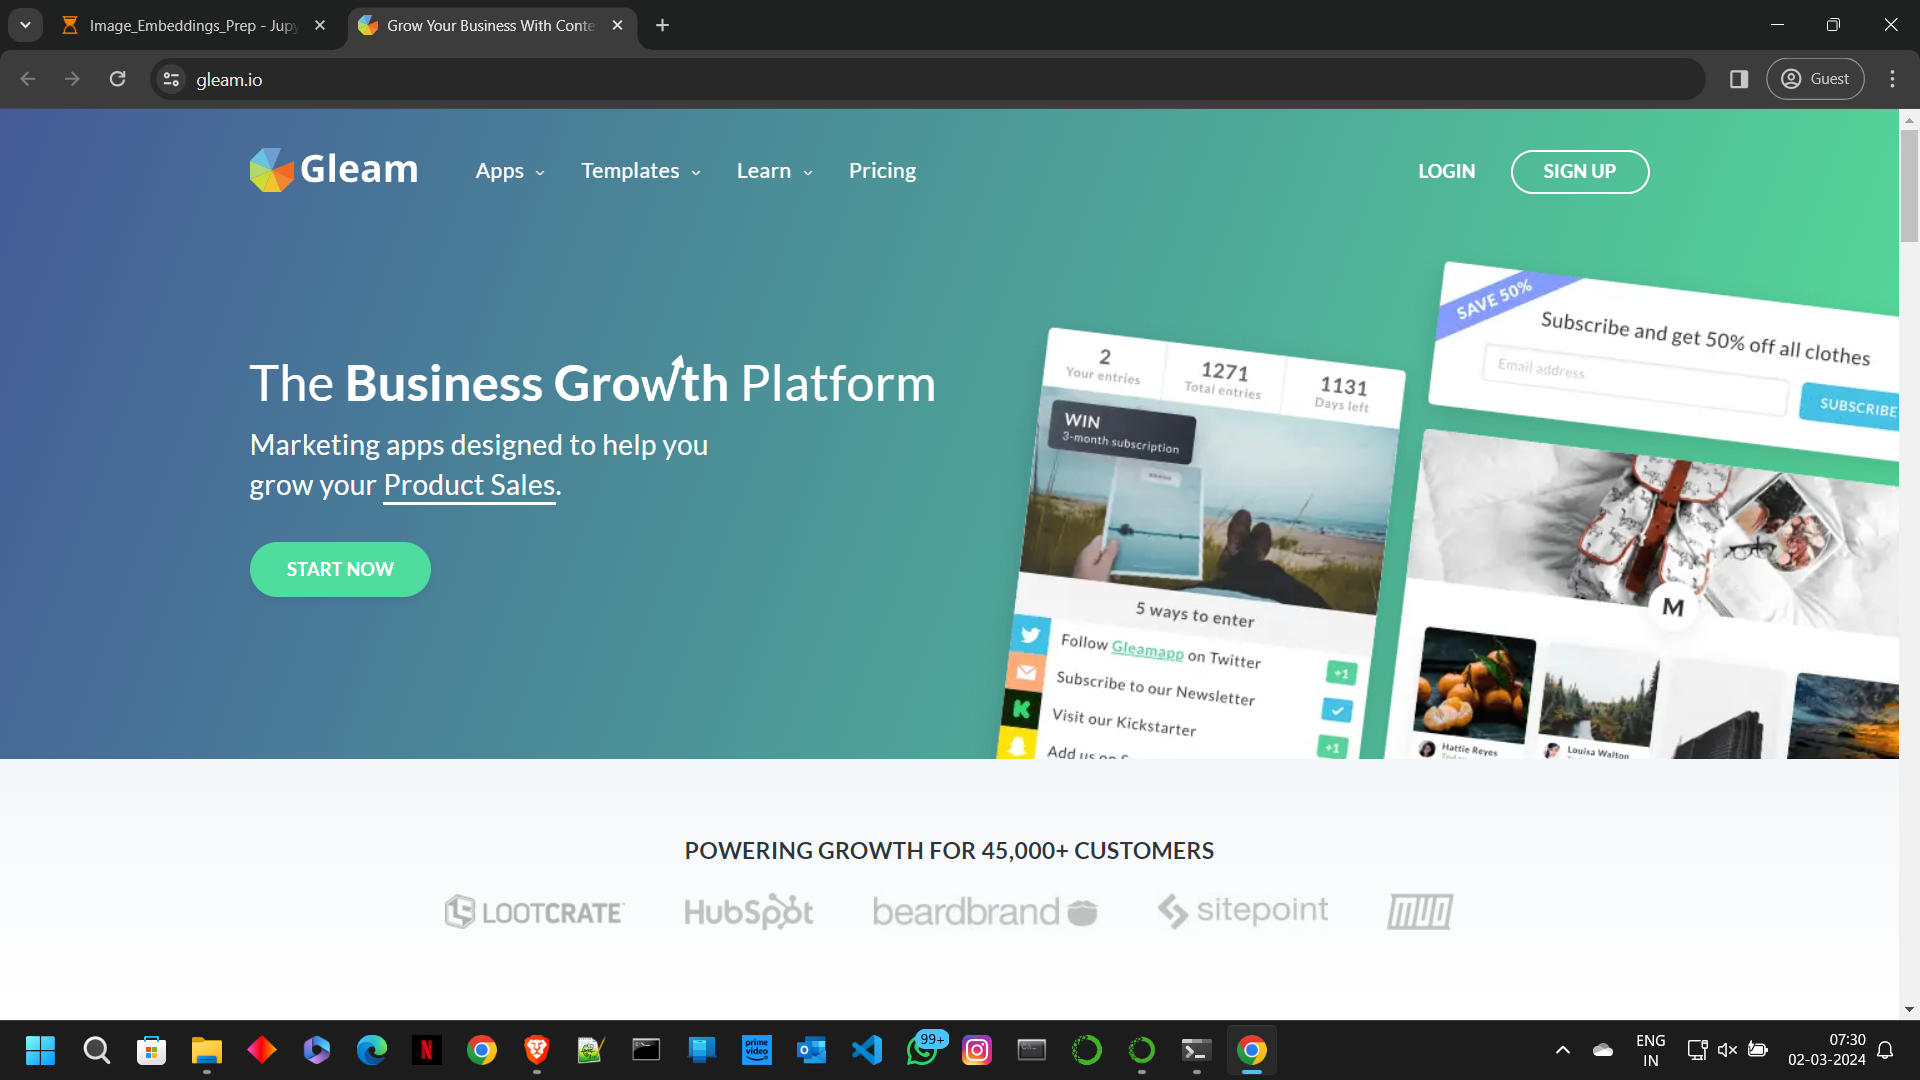 Image_Embeddings_Prep - Jupy
Grow Your Business With Conte
gleam.io
Guest
Gleam
Apps
Templates
Learn
Pricing
LOGIN
SIGN UP
The Business Growth Platform
Marketing apps designed to help you
grow your Product Sales.
START NOW
2
Your entries
1271
Total entries
1131
Days left
WIN
3-month subscription
5 ways to enter
Follow Gleamapp on Twitter
+1
Subscribe to our Newsletter
Visit our Kickstarter
+1
Add us on
SAVE 50%
Subscribe and get 50% off all clothes
Email address
SUBSCRIBE
M
Hattie Reyes
Louisa Walton
POWERING GROWTH FOR 45,000+ CUSTOMERS
LOOTCRATE
HubSpot
beardbrand
sitepoint
MUO
prime video
99+
ENG
IN
07:30
02-03-2024